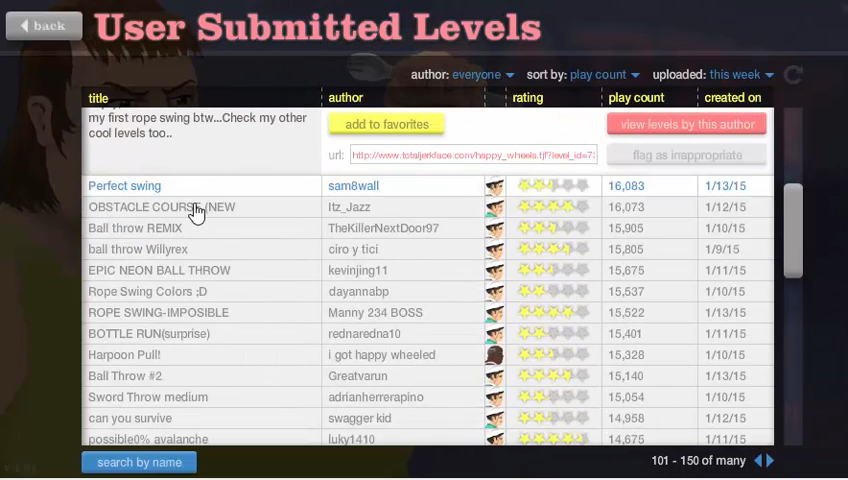 back
User Submitted Levels
author: everyone sort by: play count uploaded: this week
title author rating play count created on
my first rope swing btw...Check my other
cool levels too..
add to favorites
view levels by this author
url: http://www.totaljerkface.com/happy_wheels.tjf?level_id=7
flag as inappropriate
Perfect swing sam8wall 16,083 1/13/15
OBSTACLE COURSE /NEW Itz_Jazz 16,073 1/12/15
Ball throw REMIX TheKillerNextDoor97 15,905 1/10/15
ball throw Willyrex ciro y tici 15,805 1/9/15
EPIC NEON BALL THROW kevinjing11 15,675 1/11/15
Rope Swing Colors ;D dayannabp 15,537 1/10/15
ROPE SWING-IMPOSIBLE Manny 234 BOSS 15,522 1/13/15
BOTTLE RUN(surprise) rednaredna10 15,401 1/11/15
Harpoon Pull! i got happy wheeled 15,328 1/10/15
Ball Throw #2 Greatvarun 15,140 1/13/15
Sword Throw medium adrianherrerapino 15,054 1/10/15
can you survive swagger kid 14,958 1/12/15
possible0% avalanche luky1410 14,675 1/11/15
search by name
101 - 150 of many